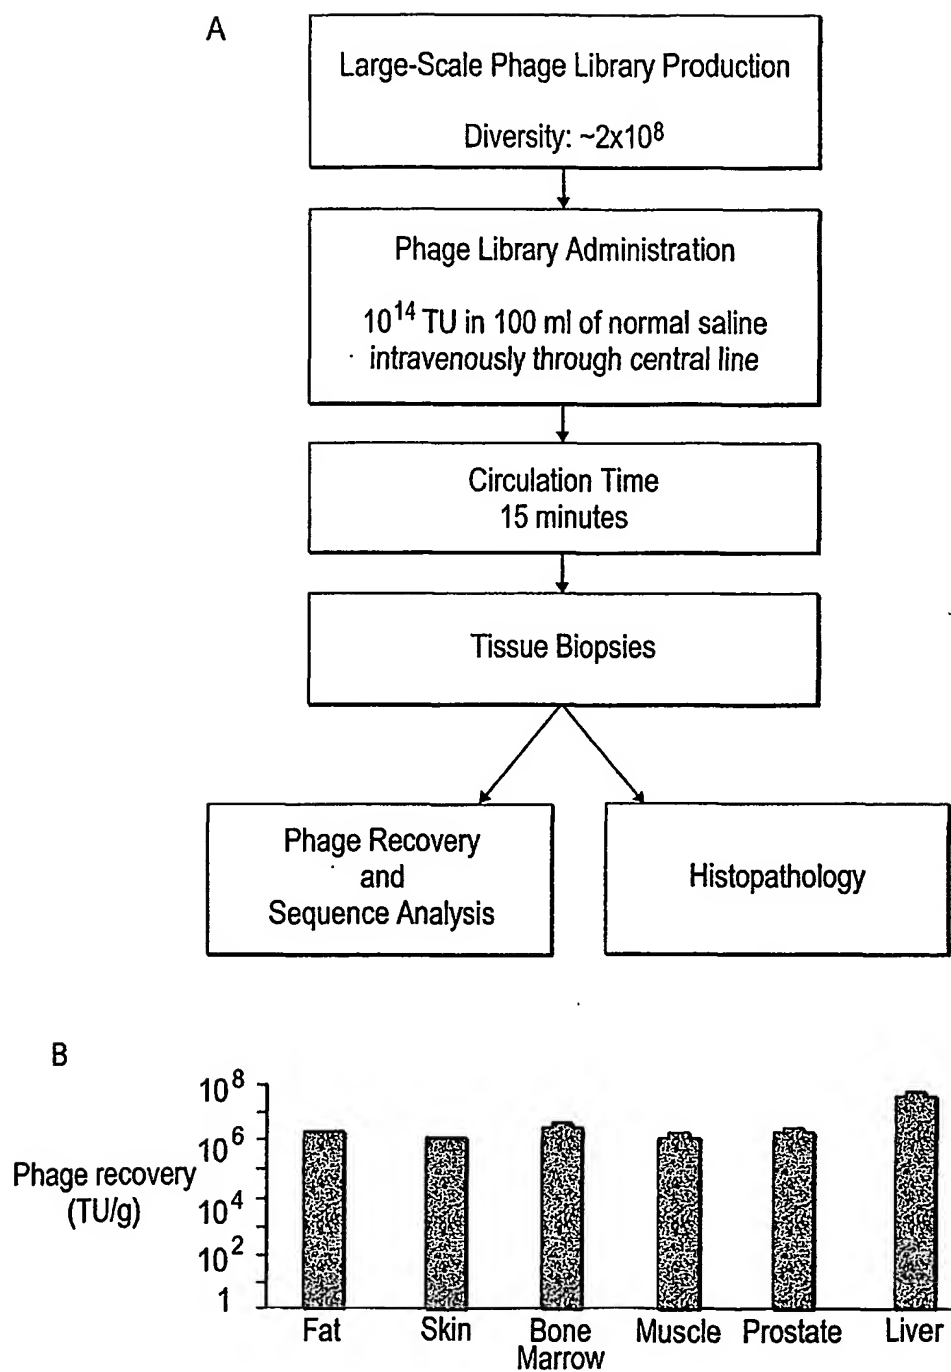 A
Large-Scale Phage Library Production
Diversity: ~2x10⁸
Phage Library Administration
10¹⁴ TU in 100 ml of normal saline
intravenously through central line
Circulation Time
15 minutes
Tissue Biopsies
Phage Recovery
and
Sequence Analysis
Histopathology
B
Phage recovery
(TU/g)
10⁸
10⁶
10⁴
10²
1
Fat
Skin
Bone
Marrow
Muscle
Prostate
Liver